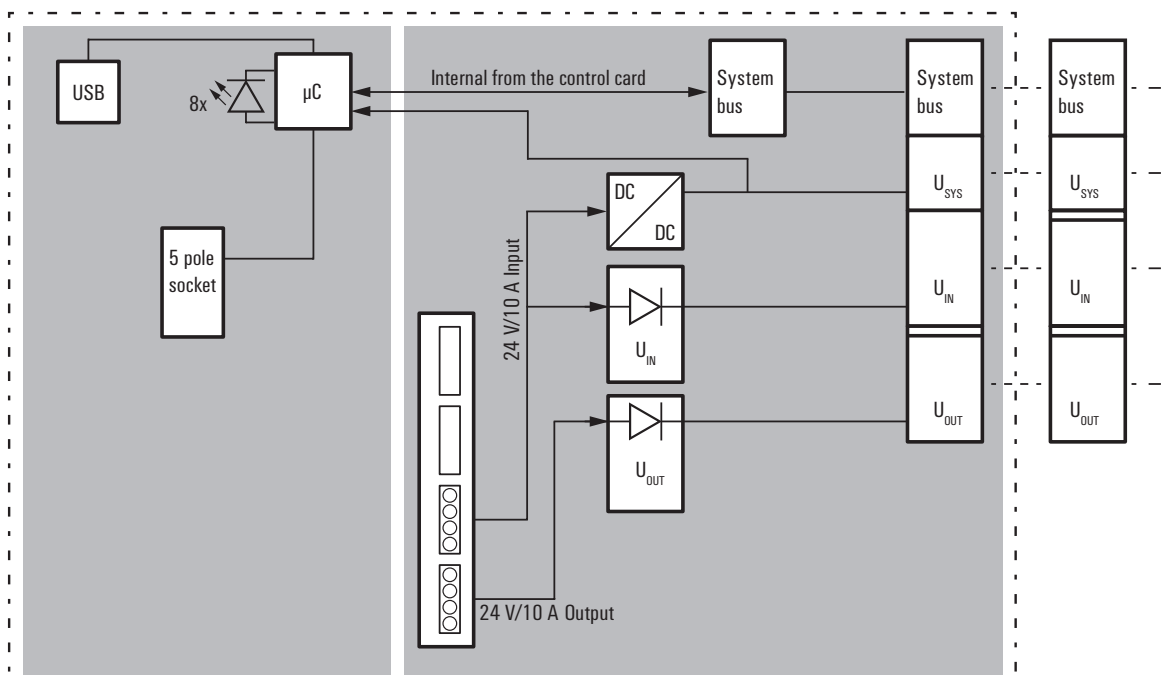 USB
8x
µC
Internal from the control card
System
bus
System
bus
System
bus
DC
DC
U_SYS
U_SYS
5 pole
socket
24 V/10 A Input
U_IN
U_IN
U_IN
U_OUT
U_OUT
U_OUT
24 V/10 A Output